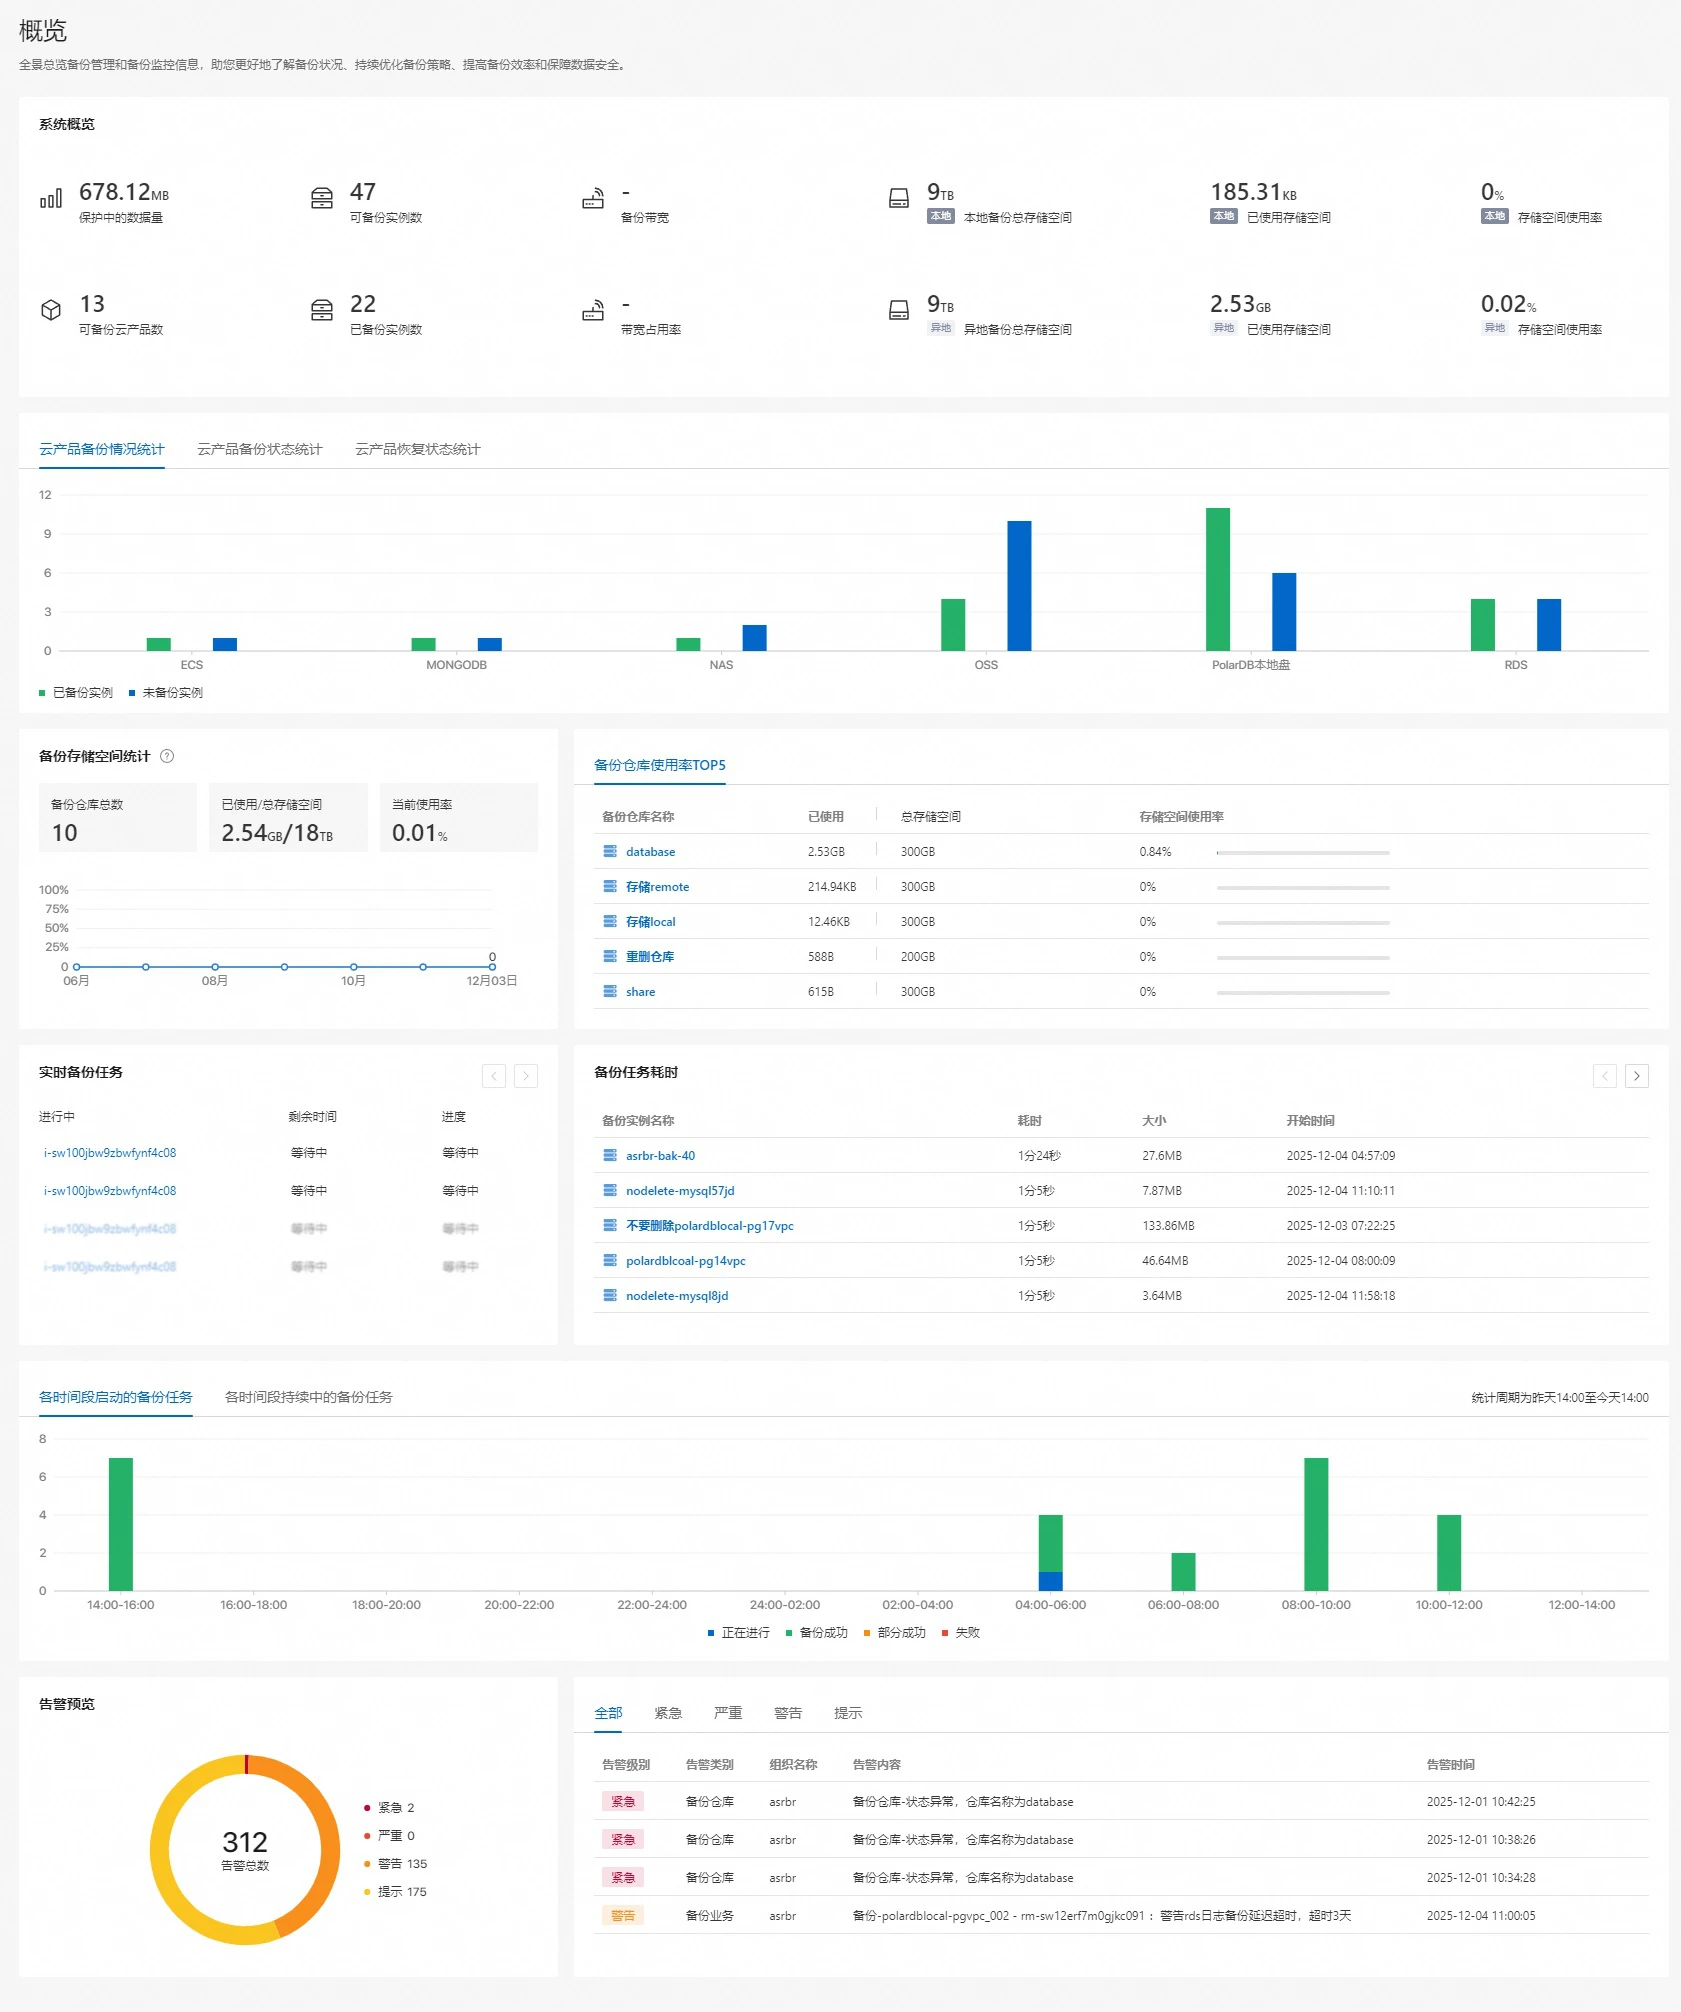 概览
全景总览备份管理和备份监控信息，助您更好地了解备份状况、持续优化备份策略、提高备份效率和保障数据安全。
系统概览
678.12MB
保护中的数据量
47
可备份实例数
-
备份带宽
9TB
本地 本地备份总存储空间
185.31KB
本地 已使用存储空间
0%
本地 存储空间使用率
13
可备份云产品数
22
已备份实例数
-
带宽占用率
9TB
异地 异地备份总存储空间
2.53GB
异地 已使用存储空间
0.02%
异地 存储空间使用率
云产品备份情况统计 云产品备份状态统计 云产品恢复状态统计
12
9
6
3
0
ECS MONGODB NAS OSS PolarDB本地盘 RDS
已备份实例 未备份实例
备份存储空间统计 ?
备份仓库总数 已使用/总存储空间 当前使用率
10 2.54GB/18TB 0.01%
100%
75%
50%
25%
0 0
06月 08月 10月 12月03日
备份仓库使用率TOP5
备份仓库名称 已使用 总存储空间 存储空间使用率
database 2.53GB 300GB 0.84%
存储remote 214.94KB 300GB 0%
存储local 12.46KB 300GB 0%
重删仓库 588B 200GB 0%
share 615B 300GB 0%
实时备份任务
进行中 剩余时间 进度
i-sw100jbw9zbwfynf4c08 等待中 等待中
i-sw100jbw9zbwfynf4c08 等待中 等待中
i-sw100jbw9zbwfynf4c08 等待中 等待中
i-sw100jbw9zbwfynf4c08 等待中 等待中
备份任务耗时
备份实例名称 耗时 大小 开始时间
asrbr-bak-40 1分24秒 27.6MB 2025-12-04 04:57:09
nodelete-mysql57jd 1分5秒 7.87MB 2025-12-04 11:10:11
不要删除polardblocal-pg17vpc 1分5秒 133.86MB 2025-12-03 07:22:25
polardblcoal-pg14vpc 1分5秒 46.64MB 2025-12-04 08:00:09
nodelete-mysql8jd 1分5秒 3.64MB 2025-12-04 11:58:18
各时间段启动的备份任务 各时间段持续中的备份任务 统计周期为昨天14:00至今天14:00
8
6
4
2
0
14:00-16:00 16:00-18:00 18:00-20:00 20:00-22:00 22:00-24:00 24:00-02:00 02:00-04:00 04:00-06:00 06:00-08:00 08:00-10:00 10:00-12:00 12:00-14:00
正在进行 备份成功 部分成功 失败
告警预览
312
告警总数
紧急 2
严重 0
警告 135
提示 175
全部 紧急 严重 警告 提示
告警级别 告警类别 组织名称 告警内容 告警时间
紧急 备份仓库 asrbr 备份仓库-状态异常，仓库名称为database 2025-12-01 10:42:25
紧急 备份仓库 asrbr 备份仓库-状态异常，仓库名称为database 2025-12-01 10:38:26
紧急 备份仓库 asrbr 备份仓库-状态异常，仓库名称为database 2025-12-01 10:34:28
警告 备份业务 asrbr 备份-polardblocal-pgvpc_002 - rm-sw12erf7m0gjkc091 ：警告rds日志备份延迟超时，超时3天 2025-12-04 11:00:05